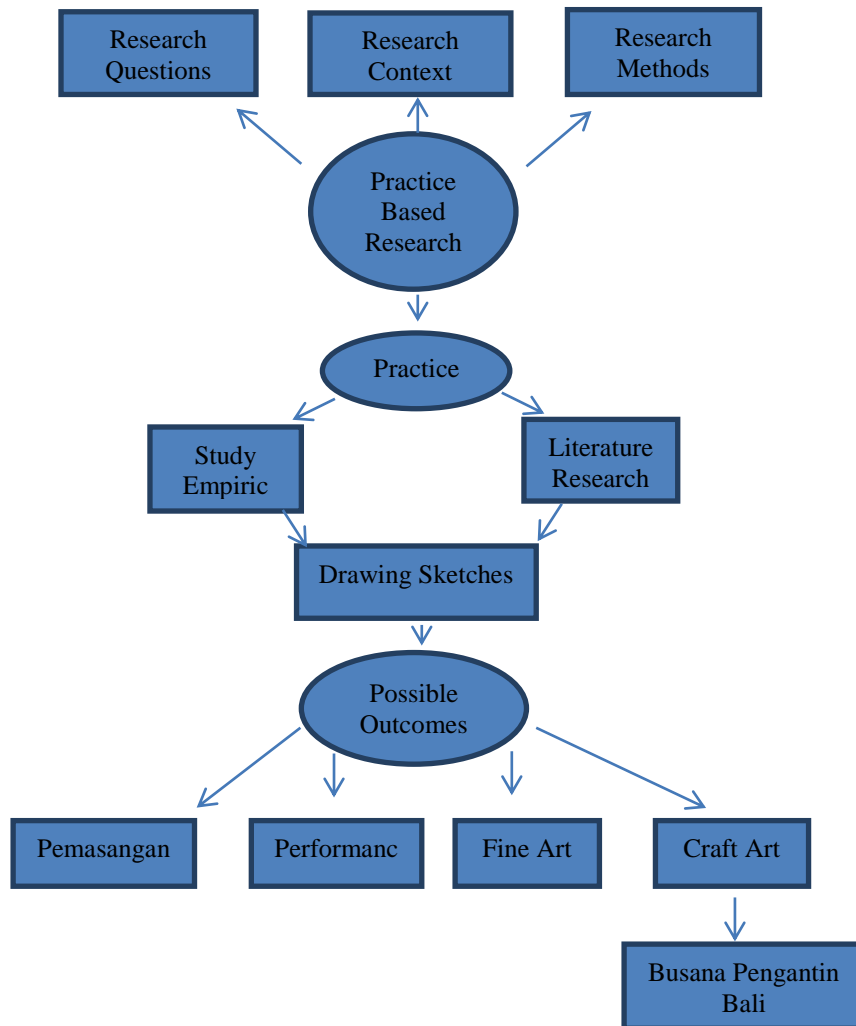 Research
Questions
Research
Context
Research
Methods
Practice
Based
Research
Practice
Study
Empiric
Literature
Research
Drawing Sketches
Possible
Outcomes
Pemasangan
Performanc
Fine Art
Craft Art
Busana Pengantin
Bali